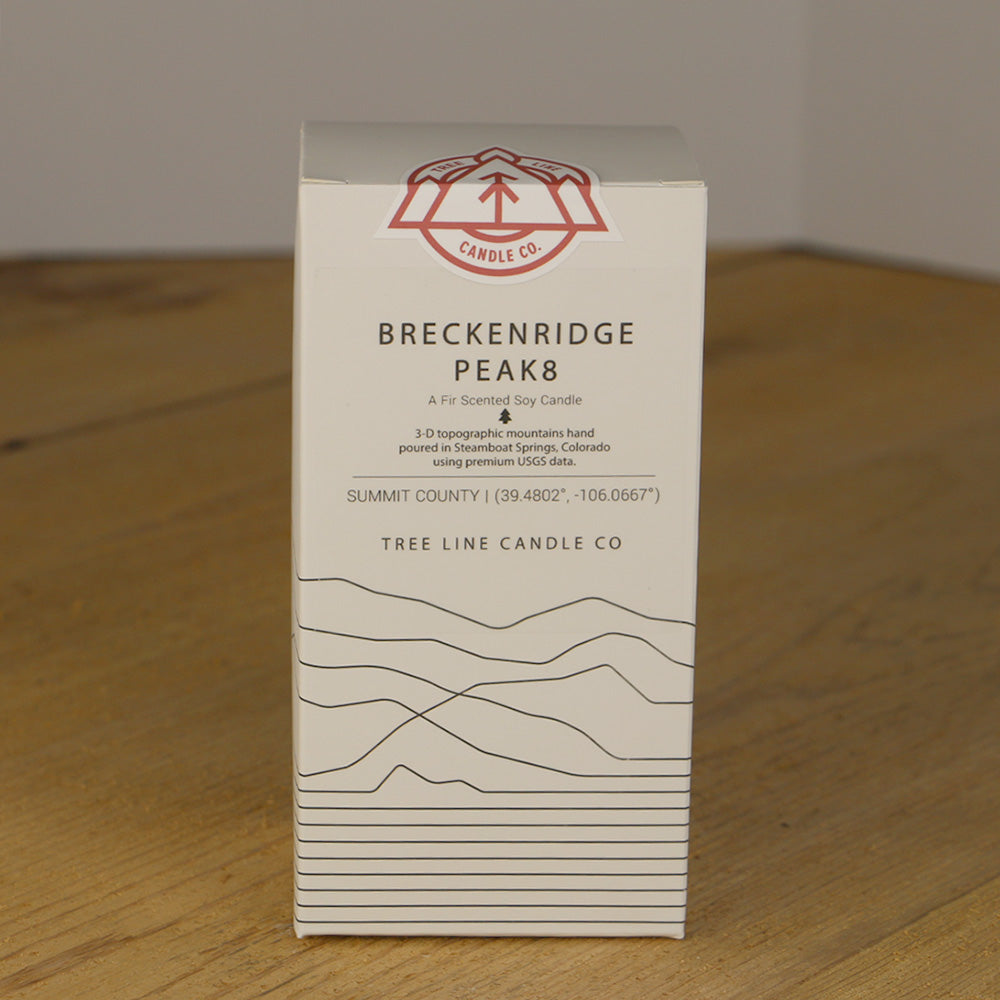 TREE LINE
CANDLE CO.
BRECKENRIDGE
PEAK8
A Fir Scented Soy Candle
3-D topographic mountains hand
poured in Steamboat Springs, Colorado
using premium USGS data.
SUMMIT COUNTY | (39.4802°, -106.0667°)
TREE LINE CANDLE CO